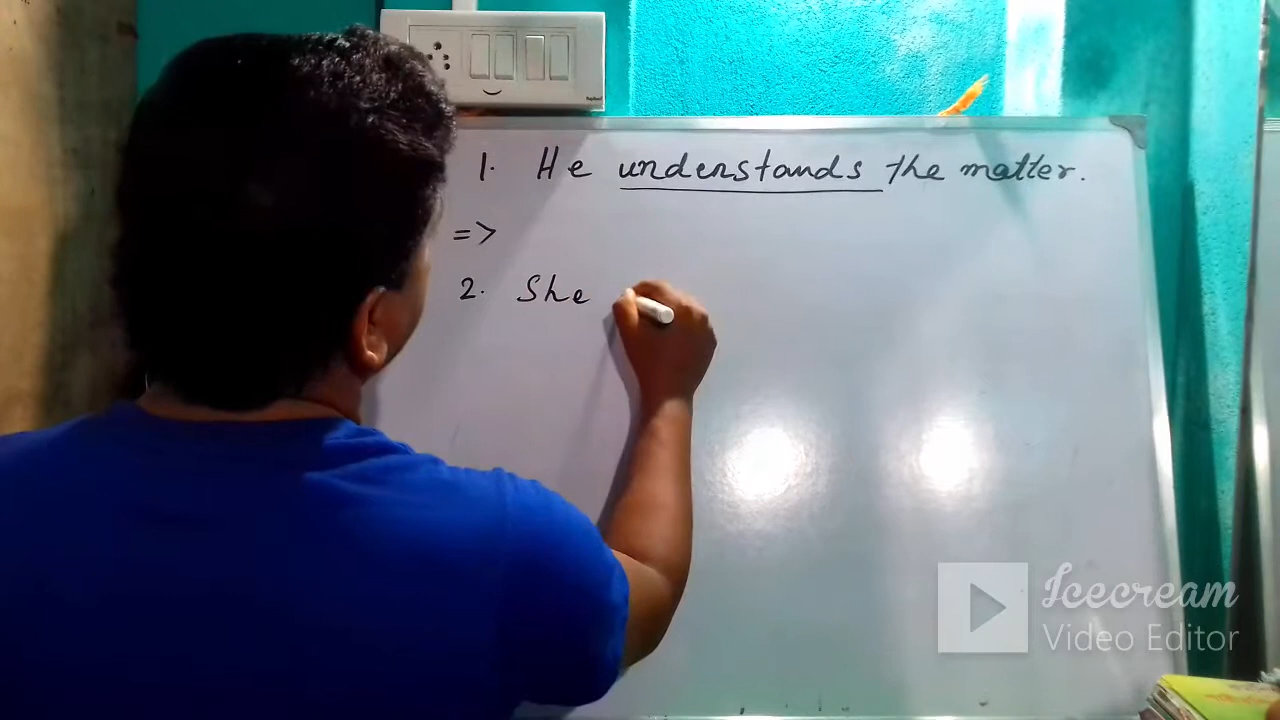 1. He understands the matter.
=>
2. She
Icecream
Video Editor